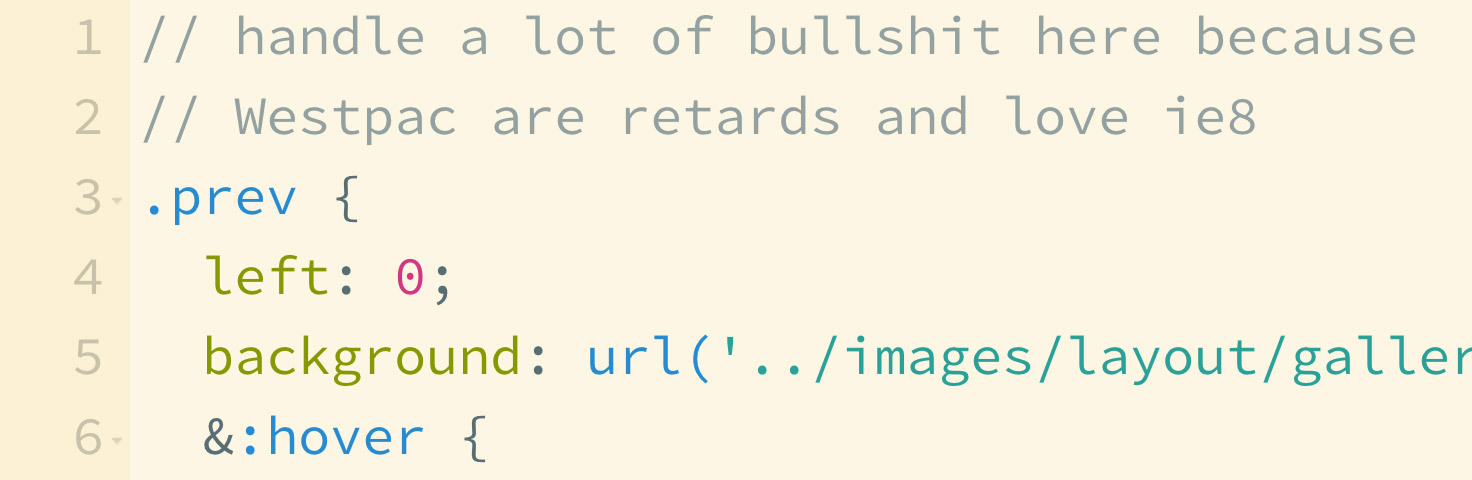 1 // handle a lot of bullshit here because
2 // Westpac are retards and love ie8
3 .prev {
4 left: 0;
5 background: url('../images/layout/galler
6 &:hover {